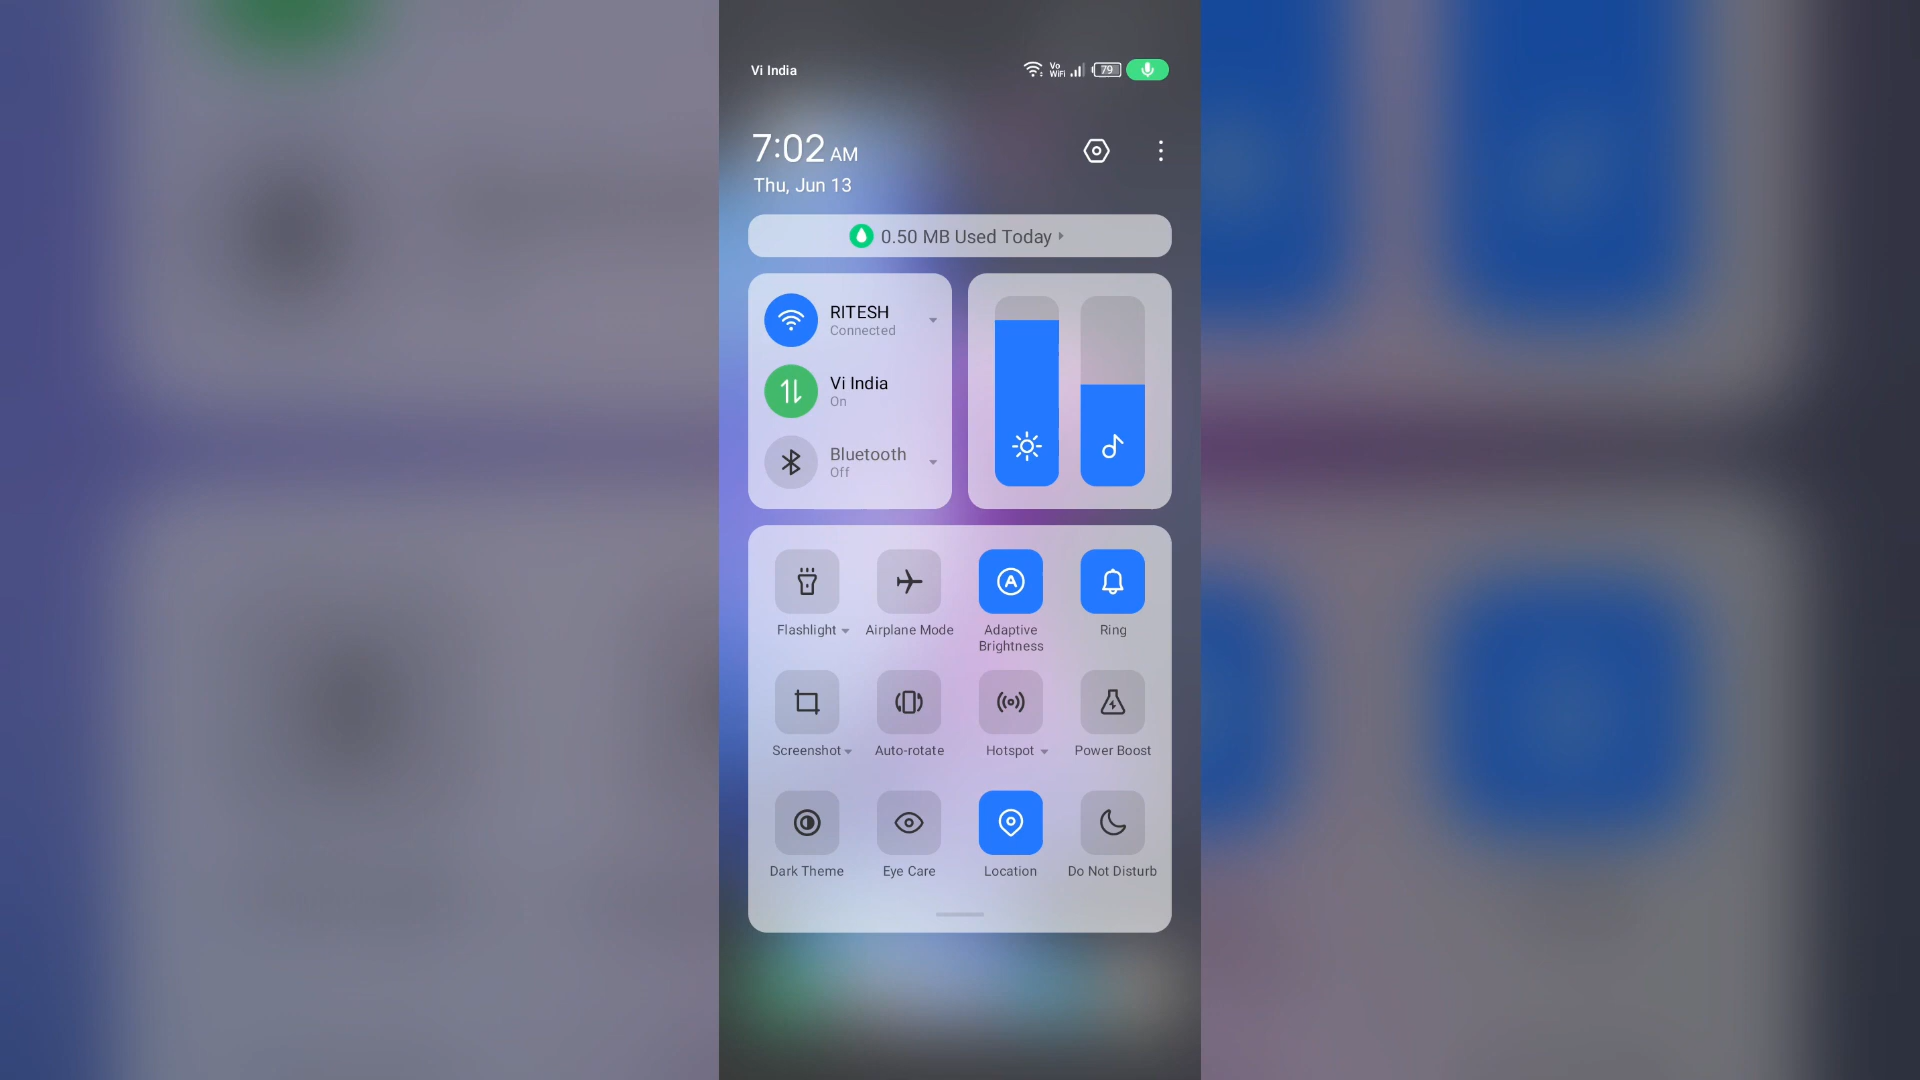 Vi India
Vo
WiFi
79
7:02 AM
Thu, Jun 13
0.50 MB Used Today
RITESH
Connected
Vi India
On
Bluetooth
Off
Flashlight
Airplane Mode
Adaptive
Brightness
Ring
Screenshot
Auto-rotate
Hotspot
Power Boost
Dark Theme
Eye Care
Location
Do Not Disturb